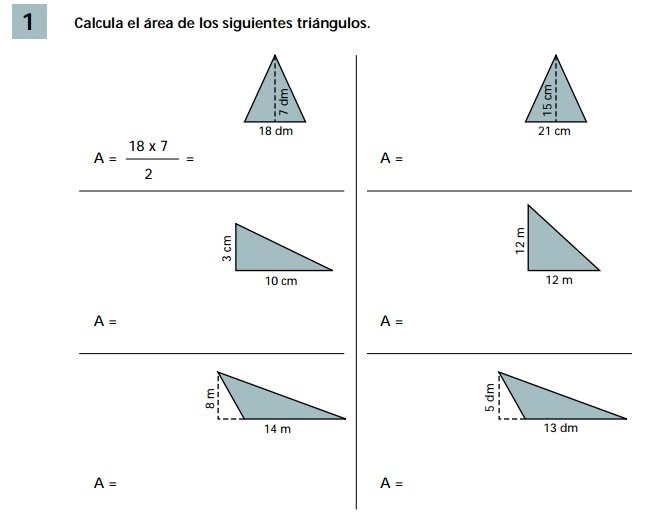 1 Calcula el área de los siguientes triángulos.
7 dm
18 dm
A = 18 x 7 / 2 =
15 cm
21 cm
A =
3 cm
10 cm
A =
12 m
12 m
A =
8 m
14 m
A =
5 dm
13 dm
A =